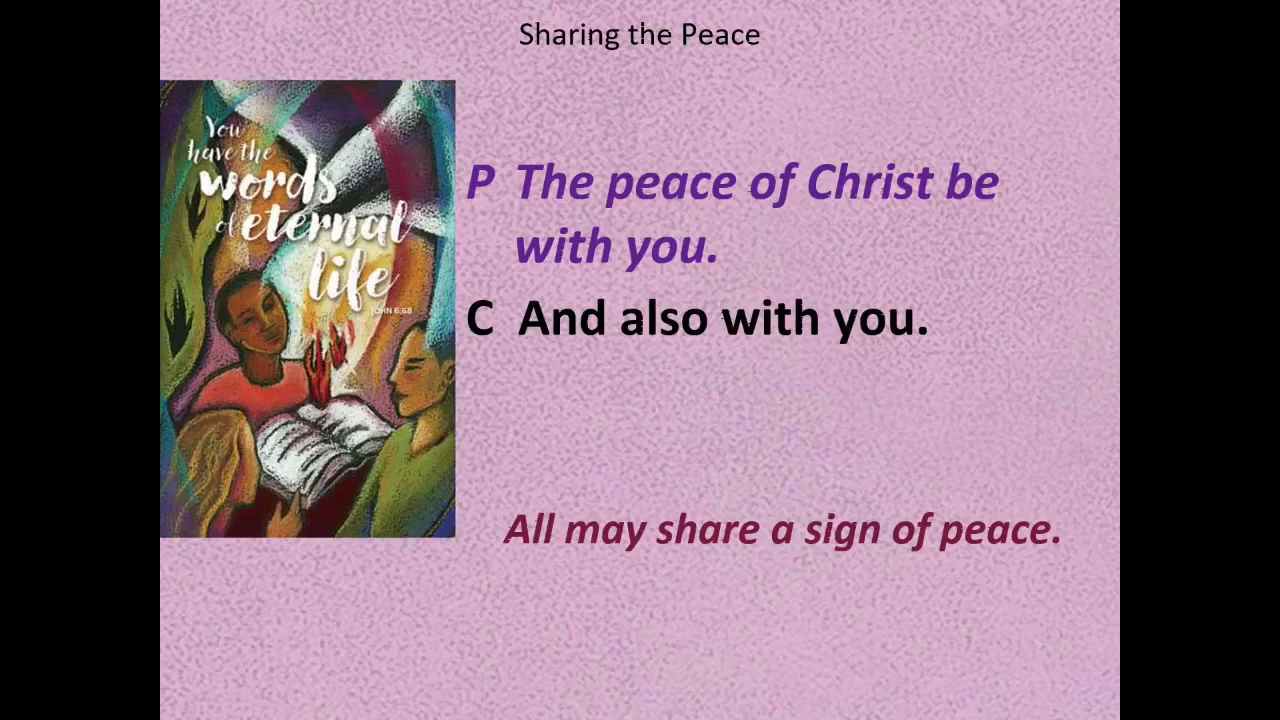 Sharing the Peace
You
have the
words
of eternal
life
JOHN 6:68
P The peace of Christ be
with you.
C And also with you.
All may share a sign of peace.